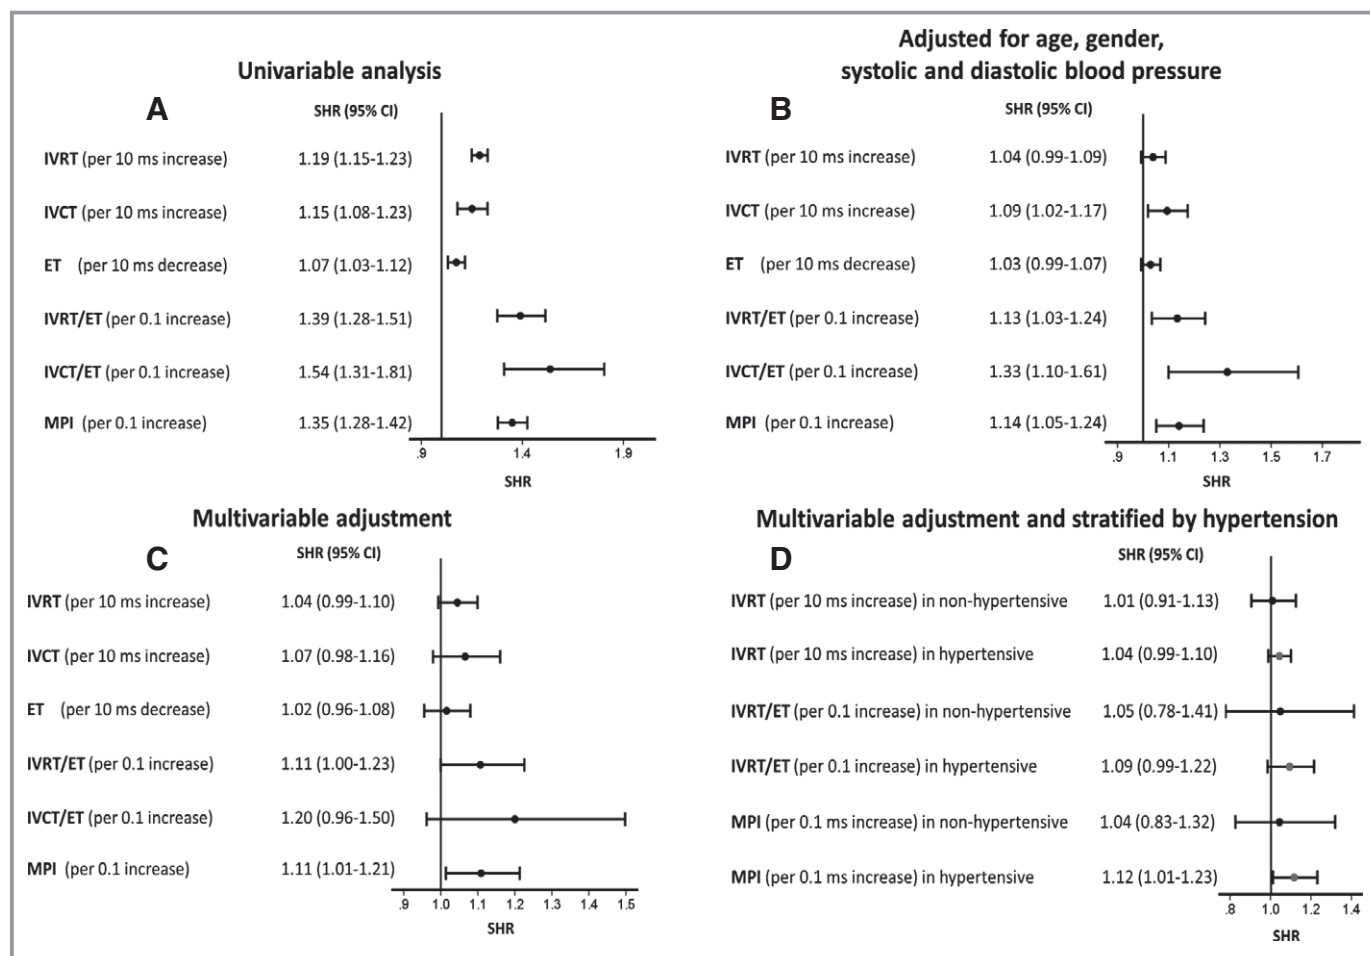 Univariable analysis
A
SHR (95% CI)
IVRT (per 10 ms increase) 1.19 (1.15-1.23)
IVCT (per 10 ms increase) 1.15 (1.08-1.23)
ET (per 10 ms decrease) 1.07 (1.03-1.12)
IVRT/ET (per 0.1 increase) 1.39 (1.28-1.51)
IVCT/ET (per 0.1 increase) 1.54 (1.31-1.81)
MPI (per 0.1 increase) 1.35 (1.28-1.42)
.9 1.4 1.9
SHR
Adjusted for age, gender,
systolic and diastolic blood pressure
B
SHR (95% CI)
IVRT (per 10 ms increase) 1.04 (0.99-1.09)
IVCT (per 10 ms increase) 1.09 (1.02-1.17)
ET (per 10 ms decrease) 1.03 (0.99-1.07)
IVRT/ET (per 0.1 increase) 1.13 (1.03-1.24)
IVCT/ET (per 0.1 increase) 1.33 (1.10-1.61)
MPI (per 0.1 increase) 1.14 (1.05-1.24)
.9 1.1 1.3 1.5 1.7
SHR
Multivariable adjustment
C
SHR (95% CI)
IVRT (per 10 ms increase) 1.04 (0.99-1.10)
IVCT (per 10 ms increase) 1.07 (0.98-1.16)
ET (per 10 ms decrease) 1.02 (0.96-1.08)
IVRT/ET (per 0.1 increase) 1.11 (1.00-1.23)
IVCT/ET (per 0.1 increase) 1.20 (0.96-1.50)
MPI (per 0.1 increase) 1.11 (1.01-1.21)
.9 1.0 1.1 1.2 1.3 1.4 1.5
SHR
Multivariable adjustment and stratified by hypertension
D
SHR (95% CI)
IVRT (per 10 ms increase) in non-hypertensive 1.01 (0.91-1.13)
IVRT (per 10 ms increase) in hypertensive 1.04 (0.99-1.10)
IVRT/ET (per 0.1 increase) in non-hypertensive 1.05 (0.78-1.41)
IVRT/ET (per 0.1 increase) in hypertensive 1.09 (0.99-1.22)
MPI (per 0.1 ms increase) in non-hypertensive 1.04 (0.83-1.32)
MPI (per 0.1 ms increase) in hypertensive 1.12 (1.01-1.23)
.8 1.0 1.2 1.4
SHR